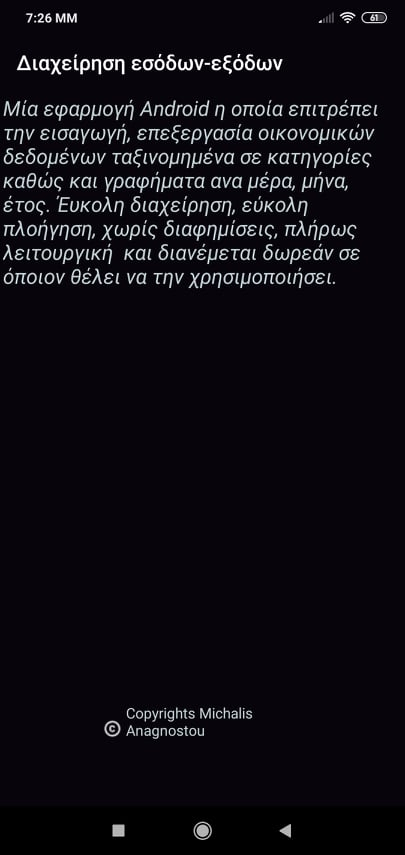 7:26 MM
61
Διαχείρηση εσόδων-εξόδων
Μία εφαρμογή Android η οποία επιτρέπει
την εισαγωγή, επεξεργασία οικονομικών
δεδομένων ταξινομημένα σε κατηγορίες
καθώς και γραφήματα ανα μέρα, μήνα,
έτος. Έυκολη διαχείρηση, εύκολη
πλοήγηση, χωρίς διαφημίσεις, πλήρως
λειτουργική  και διανέμεται δωρεάν σε
όποιον θέλει να την χρησιμοποιήσει.
Copyrights Michalis
© Anagnostou